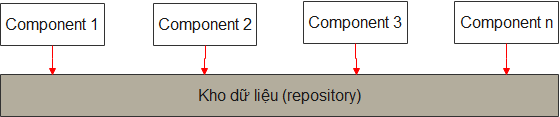 Component 1
Component 2
Component 3
Component n
Kho dữ liệu (repository)